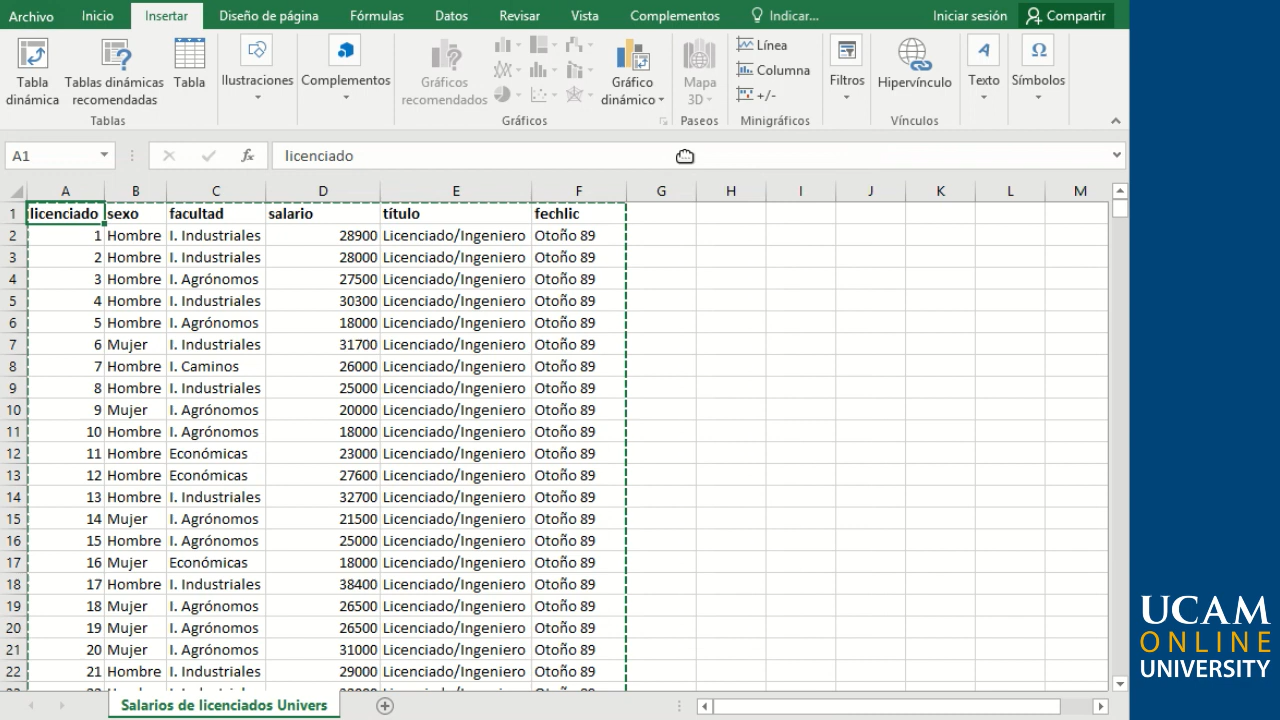 Archivo Inicio Insertar Diseño de página Fórmulas Datos Revisar Vista Complementos Indicar... Iniciar sesión Compartir
Tabla dinámica Tablas dinámicas recomendadas Tabla Ilustraciones Complementos Gráficos recomendados Gráfico dinámico Mapa 3D Línea Columna +/- Filtros Hipervínculo Texto Símbolos
Tablas Gráficos Paseos Minigráficos Vínculos
A1 fx licenciado
A B C D E F G H I J K L M
1 licenciado sexo facultad salario título fechlic
2 1 Hombre I. Industriales 28900 Licenciado/Ingeniero Otoño 89
3 2 Hombre I. Industriales 28000 Licenciado/Ingeniero Otoño 89
4 3 Hombre I. Agrónomos 27500 Licenciado/Ingeniero Otoño 89
5 4 Hombre I. Industriales 30300 Licenciado/Ingeniero Otoño 89
6 5 Hombre I. Agrónomos 18000 Licenciado/Ingeniero Otoño 89
7 6 Mujer I. Industriales 31700 Licenciado/Ingeniero Otoño 89
8 7 Hombre I. Caminos 26000 Licenciado/Ingeniero Otoño 89
9 8 Hombre I. Industriales 25000 Licenciado/Ingeniero Otoño 89
10 9 Mujer I. Agrónomos 20000 Licenciado/Ingeniero Otoño 89
11 10 Hombre I. Agrónomos 18000 Licenciado/Ingeniero Otoño 89
12 11 Hombre Económicas 23000 Licenciado/Ingeniero Otoño 89
13 12 Hombre Económicas 27600 Licenciado/Ingeniero Otoño 89
14 13 Hombre I. Industriales 32700 Licenciado/Ingeniero Otoño 89
15 14 Mujer I. Agrónomos 21500 Licenciado/Ingeniero Otoño 89
16 15 Hombre I. Agrónomos 25000 Licenciado/Ingeniero Otoño 89
17 16 Mujer Económicas 18000 Licenciado/Ingeniero Otoño 89
18 17 Hombre I. Industriales 38400 Licenciado/Ingeniero Otoño 89
19 18 Mujer I. Agrónomos 26500 Licenciado/Ingeniero Otoño 89
20 19 Mujer I. Agrónomos 26500 Licenciado/Ingeniero Otoño 89
21 20 Mujer I. Agrónomos 31000 Licenciado/Ingeniero Otoño 89
22 21 Hombre I. Industriales 29000 Licenciado/Ingeniero Otoño 89
Salarios de licenciados Univers
UCAM
ONLINE
UNIVERSITY